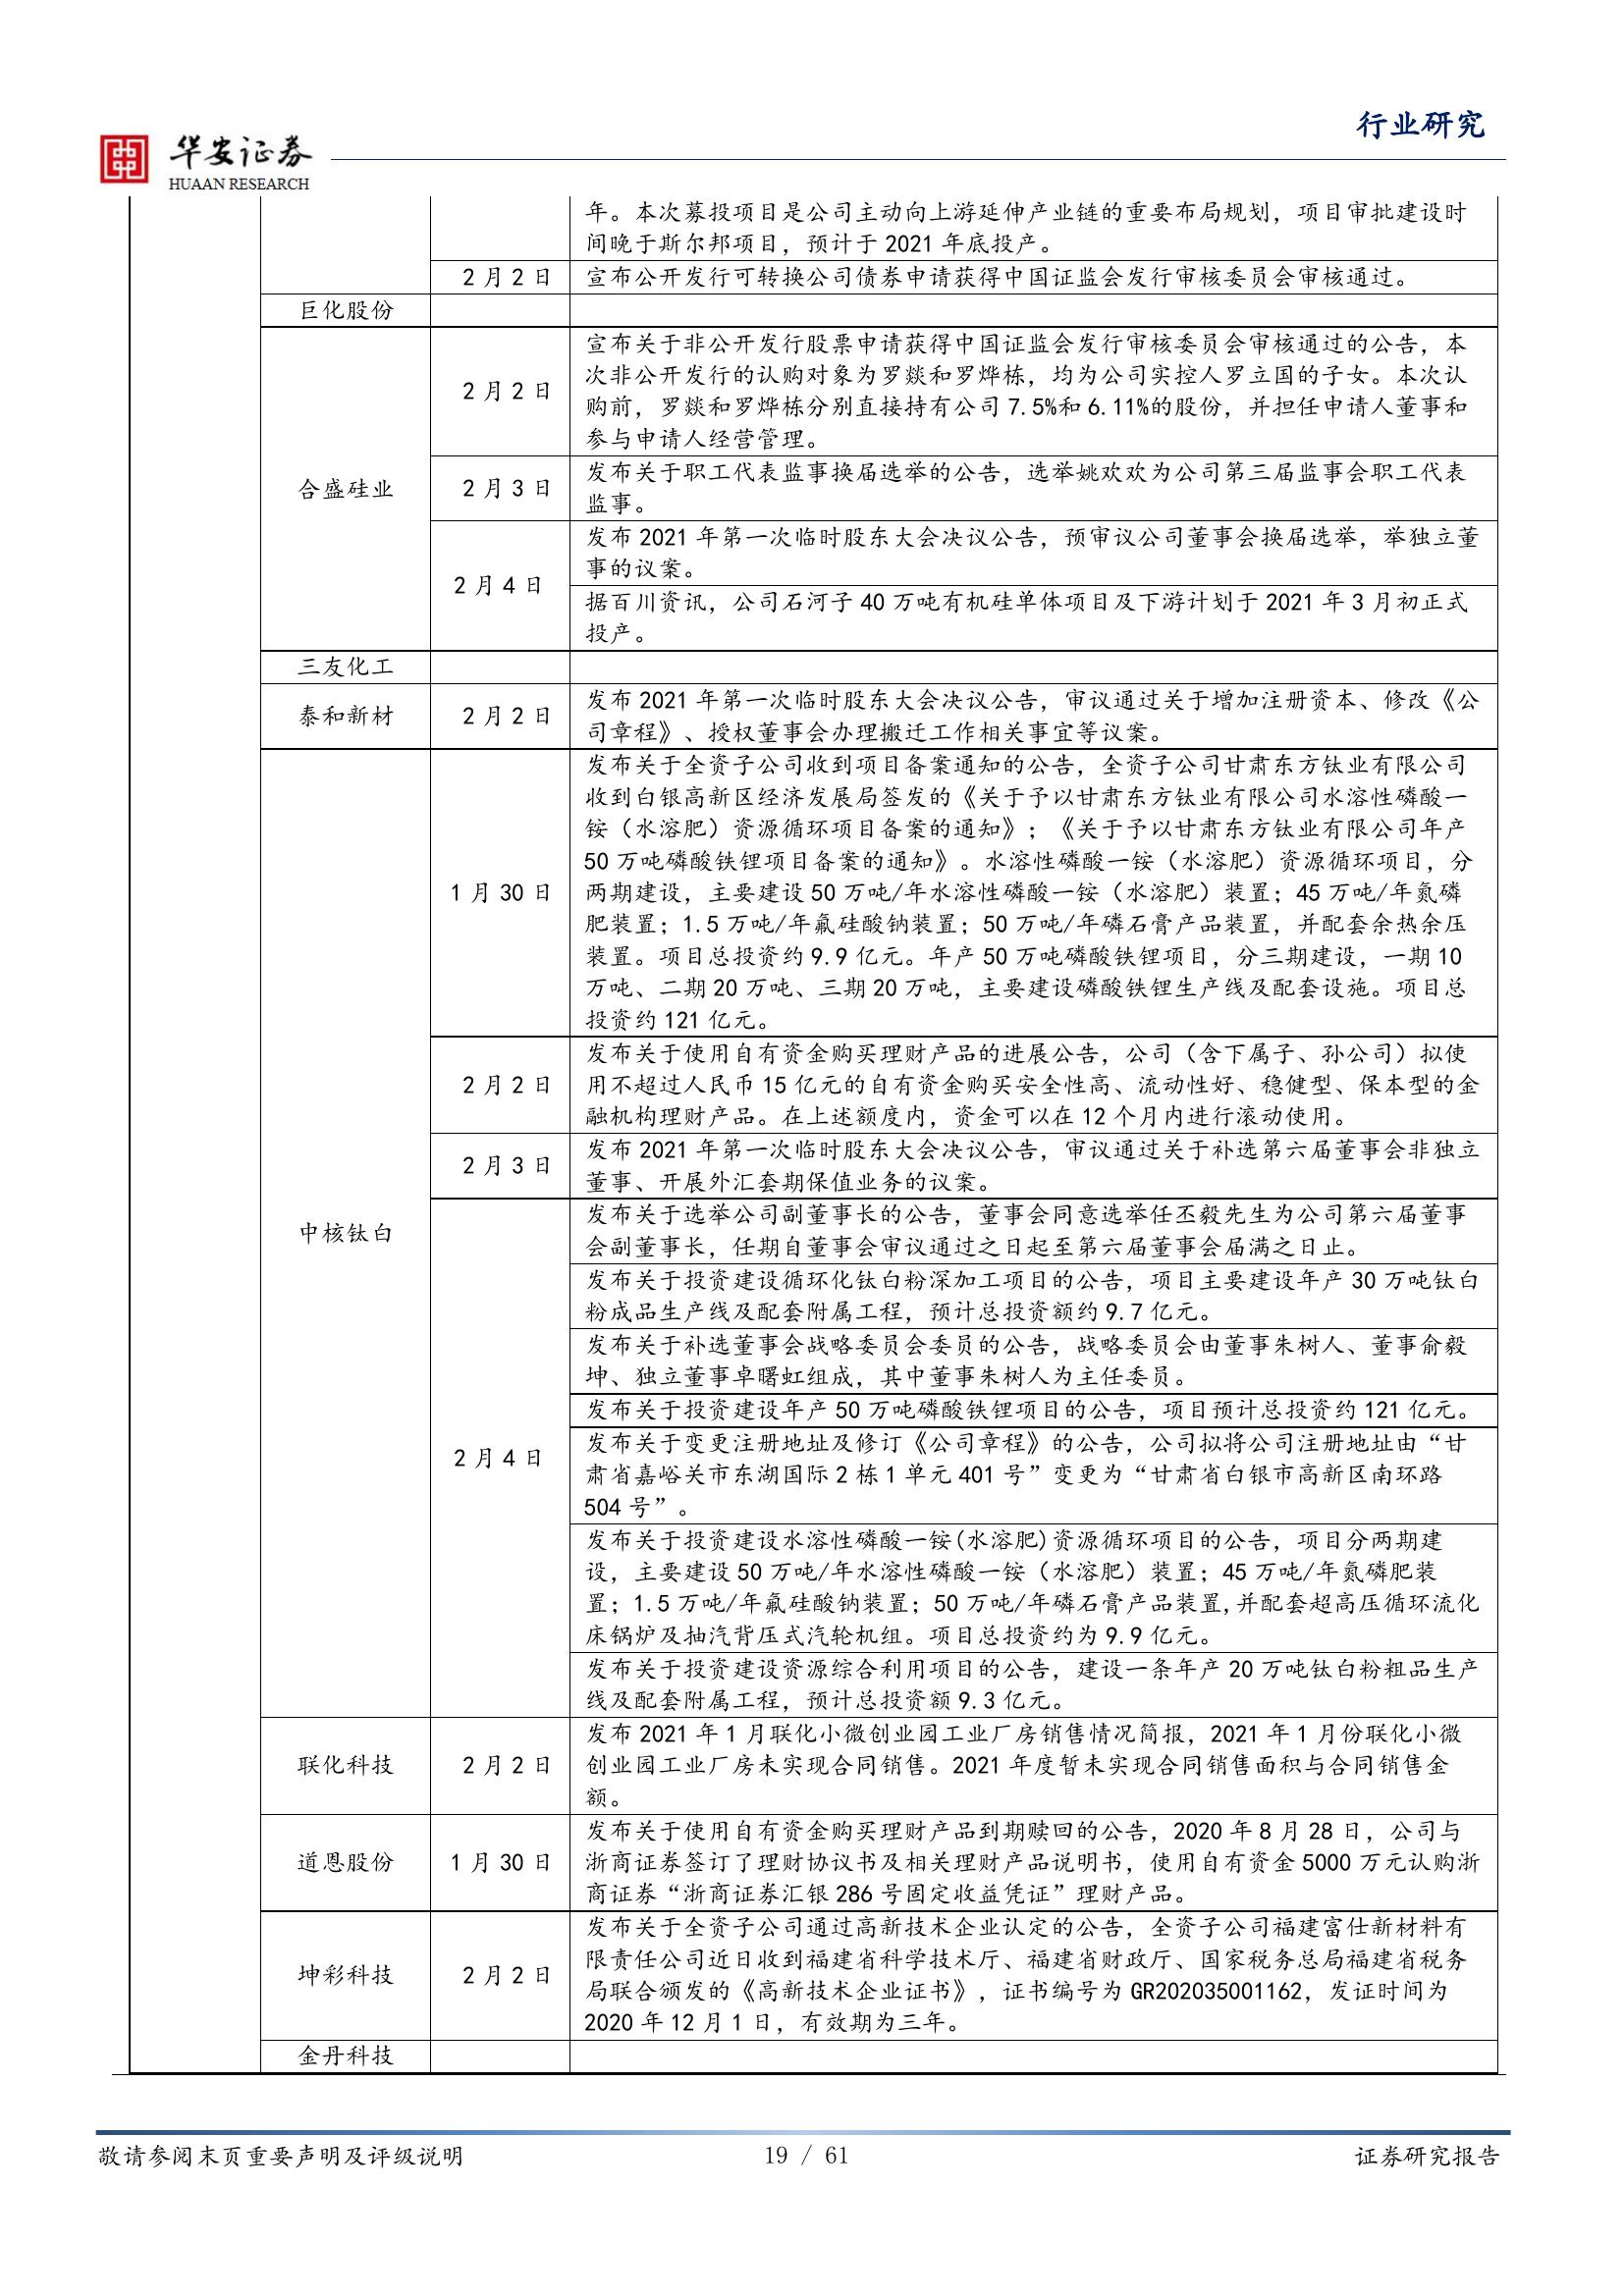 行业研究
华安证券
HUAAN RESEARCH
年。本次募投项目是公司主动向上游延伸产业链的重要布局规划，项目审批建设时
间晚于斯尔邦项目，预计于 2021 年底投产。
2 月 2 日
宣布公开发行可转换公司债券申请获得中国证监会发行审核委员会审核通过。
巨化股份
合盛硅业
2 月 2 日
宣布关于非公开发行股票申请获得中国证监会发行审核委员会审核通过的公告，本
次非公开发行的认购对象为罗燚和罗烨栋，均为公司实控人罗立国的子女。本次认
购前，罗燚和罗烨栋分别直接持有公司 7.5%和 6.11%的股份，并担任申请人董事和
参与申请人经营管理。
2 月 3 日
发布关于职工代表监事换届选举的公告，选举姚欢欢为公司第三届监事会职工代表
监事。
2 月 4 日
发布 2021 年第一次临时股东大会决议公告，预审议公司董事会换届选举，举独立董
事的议案。
据百川资讯，公司石河子 40 万吨有机硅单体项目及下游计划于 2021 年 3 月初正式
投产。
三友化工
泰和新材
2 月 2 日
发布 2021 年第一次临时股东大会决议公告，审议通过关于增加注册资本、修改《公
司章程》、授权董事会办理搬迁工作相关事宜等议案。
中核钛白
1 月 30 日
发布关于全资子公司收到项目备案通知的公告，全资子公司甘肃东方钛业有限公司
收到白银高新区经济发展局签发的《关于予以甘肃东方钛业有限公司水溶性磷酸一
铵（水溶肥）资源循环项目备案的通知》；《关于予以甘肃东方钛业有限公司年产
50 万吨磷酸铁锂项目备案的通知》。水溶性磷酸一铵（水溶肥）资源循环项目，分
两期建设，主要建设 50 万吨/年水溶性磷酸一铵（水溶肥）装置；45 万吨/年氮磷
肥装置；1.5 万吨/年氟硅酸钠装置；50 万吨/年磷石膏产品装置，并配套余热余压
装置。项目总投资约 9.9 亿元。年产 50 万吨磷酸铁锂项目，分三期建设，一期 10
万吨、二期 20 万吨、三期 20 万吨，主要建设磷酸铁锂生产线及配套设施。项目总
投资约 121 亿元。
2 月 2 日
发布关于使用自有资金购买理财产品的进展公告，公司（含下属子、孙公司）拟使
用不超过人民币 15 亿元的自有资金购买安全性高、流动性好、稳健型、保本型的金
融机构理财产品。在上述额度内，资金可以在 12 个月内进行滚动使用。
2 月 3 日
发布 2021 年第一次临时股东大会决议公告，审议通过关于补选第六届董事会非独立
董事、开展外汇套期保值业务的议案。
2 月 4 日
发布关于选举公司副董事长的公告，董事会同意选举任丕毅先生为公司第六届董事
会副董事长，任期自董事会审议通过之日起至第六届董事会届满之日止。
发布关于投资建设循环化钛白粉深加工项目的公告，项目主要建设年产 30 万吨钛白
粉成品生产线及配套附属工程，预计总投资额约 9.7 亿元。
发布关于补选董事会战略委员会委员的公告，战略委员会由董事朱树人、董事俞毅
坤、独立董事卓曙虹组成，其中董事朱树人为主任委员。
发布关于投资建设年产 50 万吨磷酸铁锂项目的公告，项目预计总投资约 121 亿元。
发布关于变更注册地址及修订《公司章程》的公告，公司拟将公司注册地址由“甘
肃省嘉峪关市东湖国际 2 栋 1 单元 401 号”变更为“甘肃省白银市高新区南环路
504 号”。
发布关于投资建设水溶性磷酸一铵(水溶肥)资源循环项目的公告，项目分两期建
设，主要建设 50 万吨/年水溶性磷酸一铵（水溶肥）装置；45 万吨/年氮磷肥装
置；1.5 万吨/年氟硅酸钠装置；50 万吨/年磷石膏产品装置,并配套超高压循环流化
床锅炉及抽汽背压式汽轮机组。项目总投资约为 9.9 亿元。
发布关于投资建设资源综合利用项目的公告，建设一条年产 20 万吨钛白粉粗品生产
线及配套附属工程，预计总投资额 9.3 亿元。
联化科技
2 月 2 日
发布 2021 年 1 月联化小微创业园工业厂房销售情况简报，2021 年 1 月份联化小微
创业园工业厂房未实现合同销售。2021 年度暂未实现合同销售面积与合同销售金
额。
道恩股份
1 月 30 日
发布关于使用自有资金购买理财产品到期赎回的公告，2020 年 8 月 28 日，公司与
浙商证券签订了理财协议书及相关理财产品说明书，使用自有资金 5000 万元认购浙
商证券“浙商证券汇银 286 号固定收益凭证”理财产品。
坤彩科技
2 月 2 日
发布关于全资子公司通过高新技术企业认定的公告，全资子公司福建富仕新材料有
限责任公司近日收到福建省科学技术厅、福建省财政厅、国家税务总局福建省税务
局联合颁发的《高新技术企业证书》，证书编号为 GR202035001162，发证时间为
2020 年 12 月 1 日，有效期为三年。
金丹科技
敬请参阅末页重要声明及评级说明
19 / 61
证券研究报告